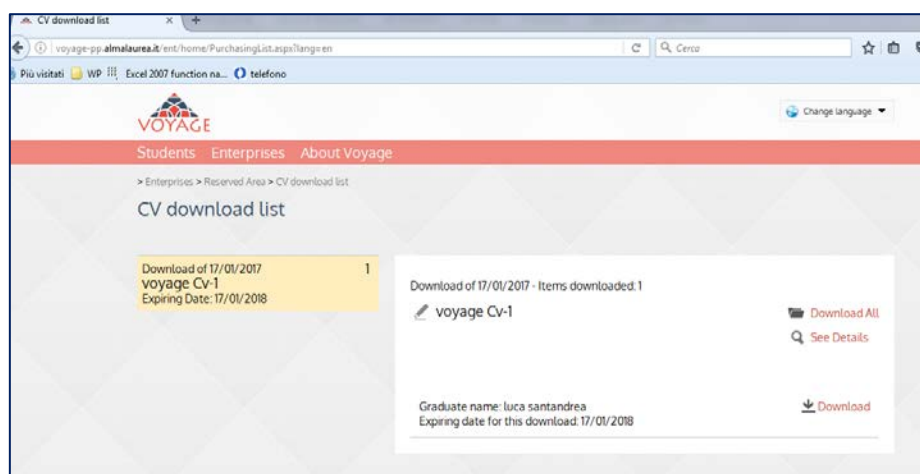 CV download list
voyage-pp.almalaurea.it/ent/home/PurchasingList.aspx?lang=en
Cerca
Più visitati WP Excel 2007 function na... telefono
VOYAGE
Change language
Students Enterprises About Voyage
> Enterprises > Reserved Area > CV download list
CV download list
Download of 17/01/2017 1
voyage Cv-1
Expiring Date: 17/01/2018
Download of 17/01/2017 - Items downloaded: 1
voyage Cv-1
Download All
See Details
Graduate name: luca santandrea
Download
Expiring date for this download: 17/01/2018